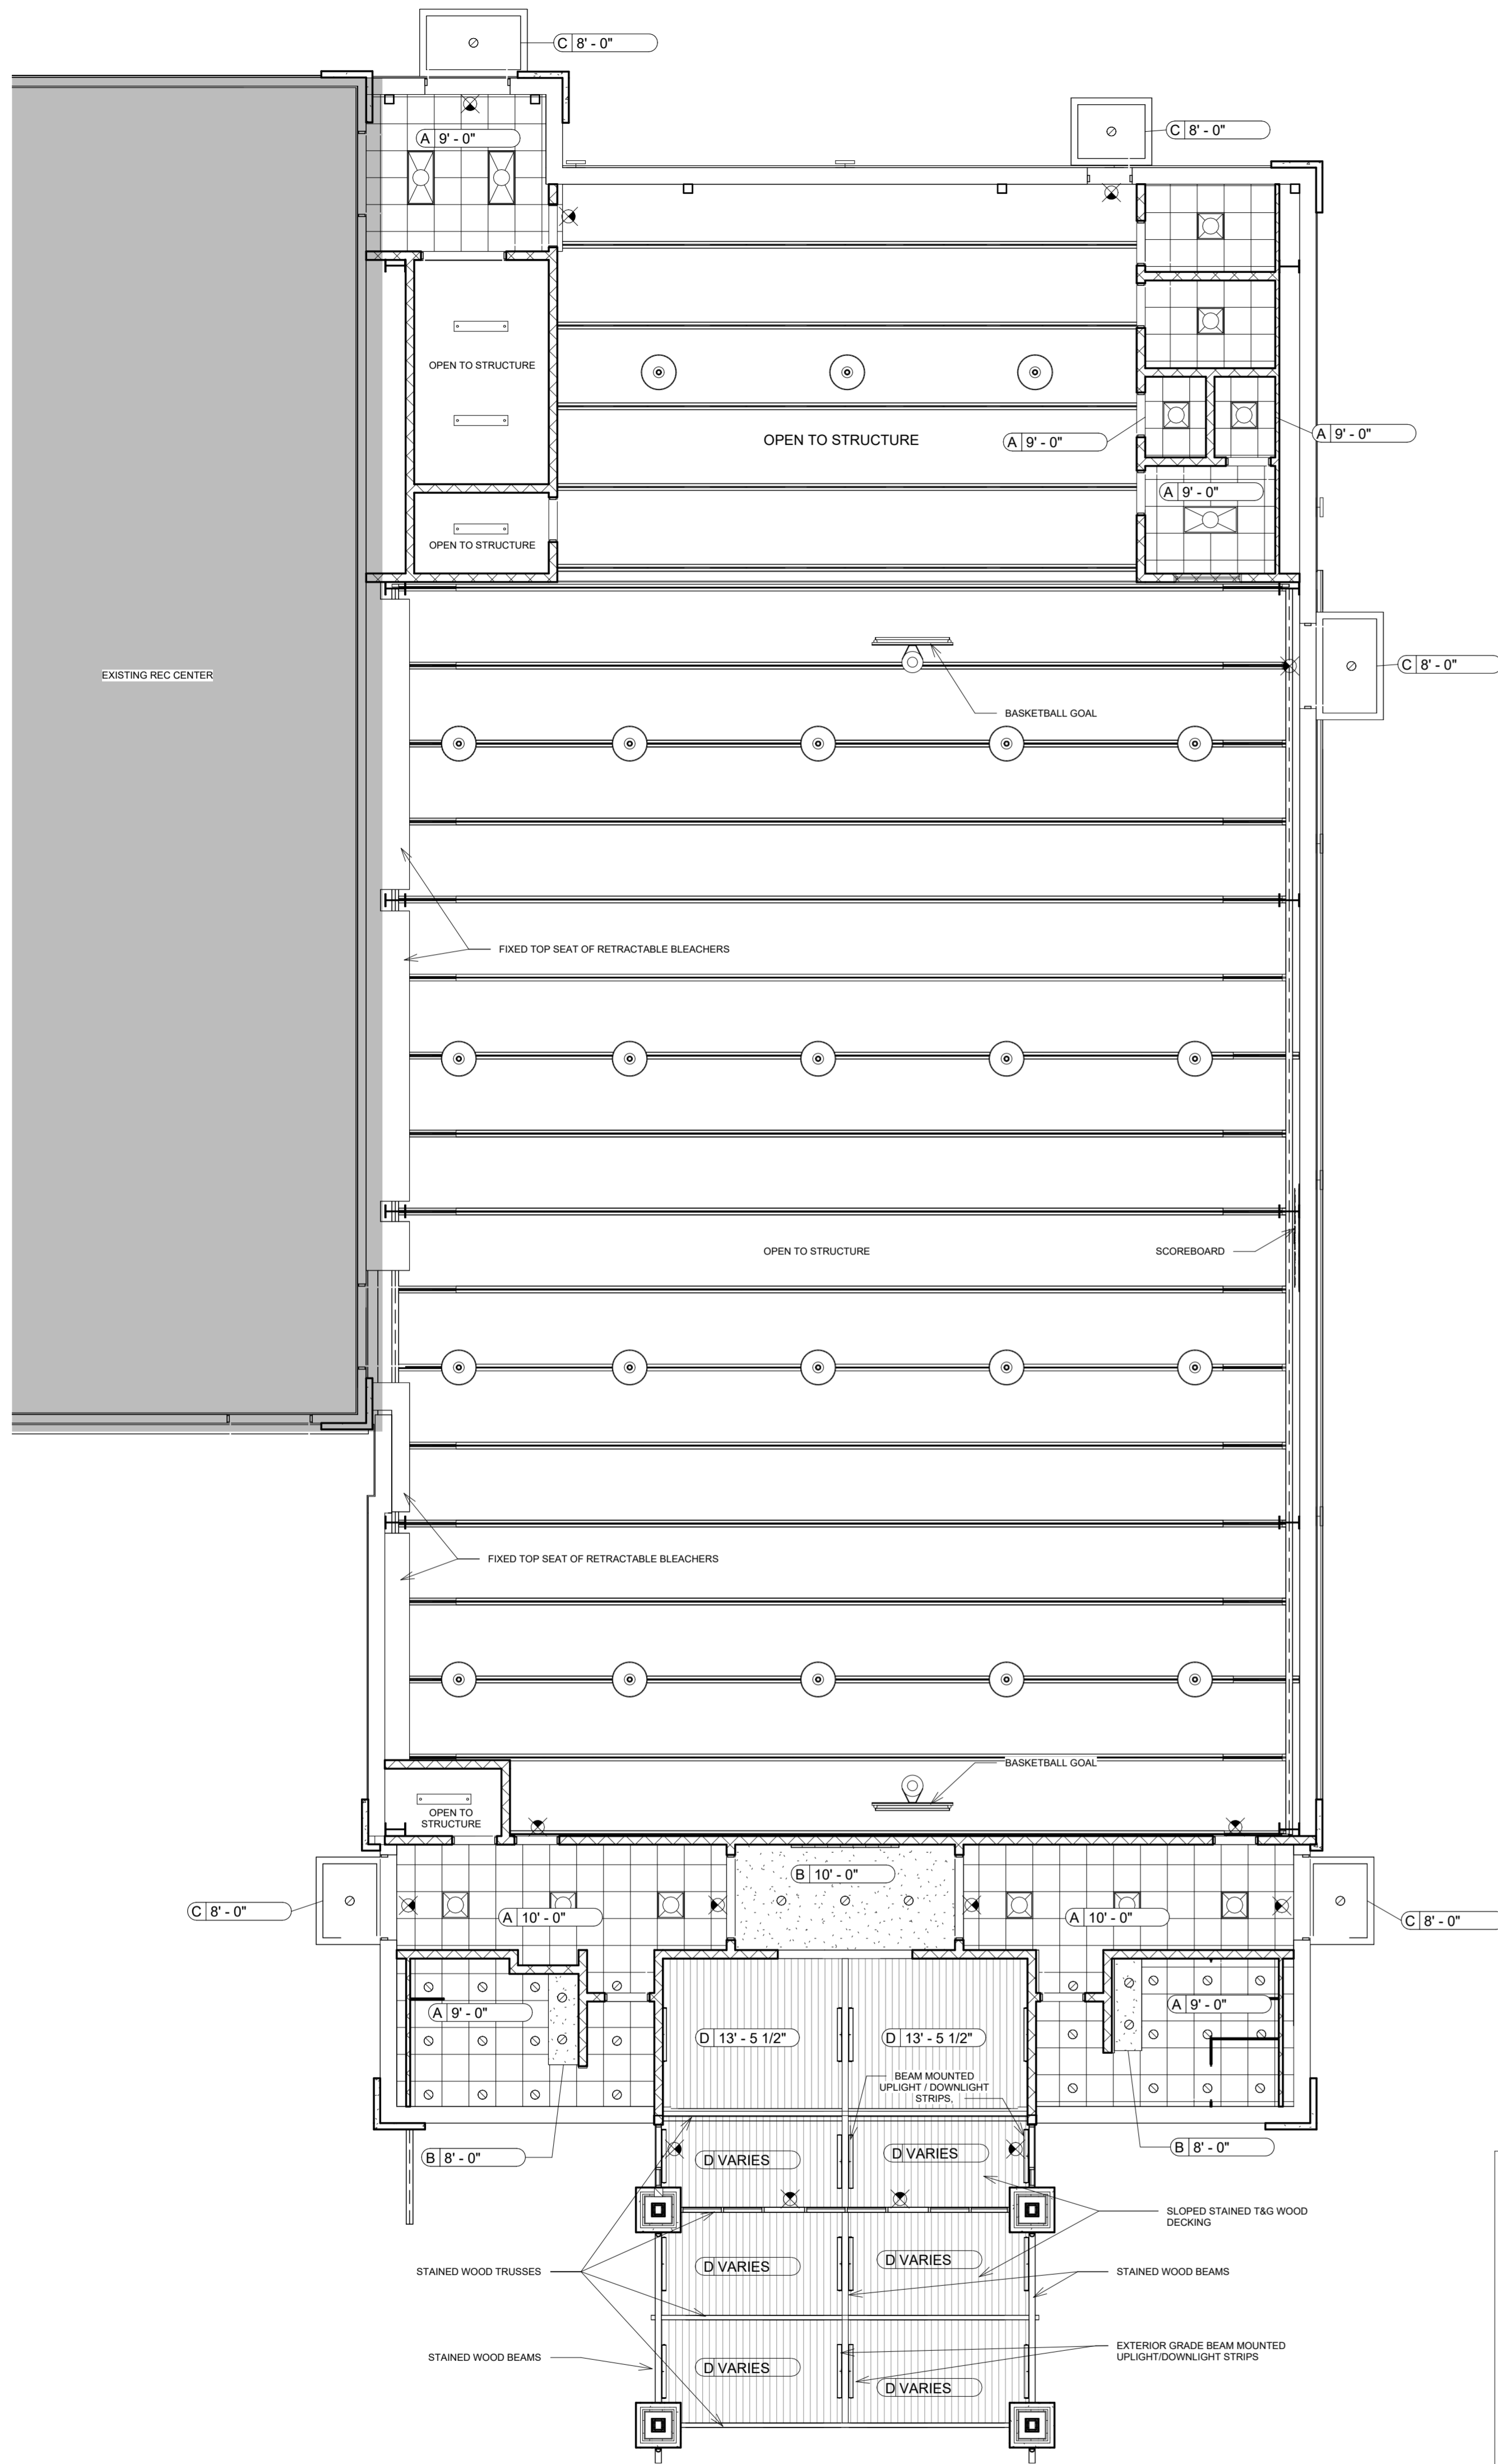 C 8' - 0"
C 8' - 0"
A 9' - 0"
OPEN TO STRUCTURE
OPEN TO STRUCTURE
A 9' - 0"
A 9' - 0"
A 9' - 0"
OPEN TO STRUCTURE
EXISTING REC CENTER
C 8' - 0"
BASKETBALL GOAL
FIXED TOP SEAT OF RETRACTABLE BLEACHERS
OPEN TO STRUCTURE
SCOREBOARD
FIXED TOP SEAT OF RETRACTABLE BLEACHERS
BASKETBALL GOAL
OPEN TO
STRUCTURE
B 10' - 0"
C 8' - 0"
A 10' - 0"
A 10' - 0"
C 8' - 0"
A 9' - 0"
A 9' - 0"
D 13' - 5 1/2"
D 13' - 5 1/2"
BEAM MOUNTED
UPLIGHT / DOWNLIGHT
STRIPS,
B 8' - 0"
D VARIES
D VARIES
B 8' - 0"
SLOPED STAINED T&G WOOD
DECKING
STAINED WOOD TRUSSES
D VARIES
D VARIES
STAINED WOOD BEAMS
STAINED WOOD BEAMS
D VARIES
D VARIES
EXTERIOR GRADE BEAM MOUNTED
UPLIGHT/DOWNLIGHT STRIPS